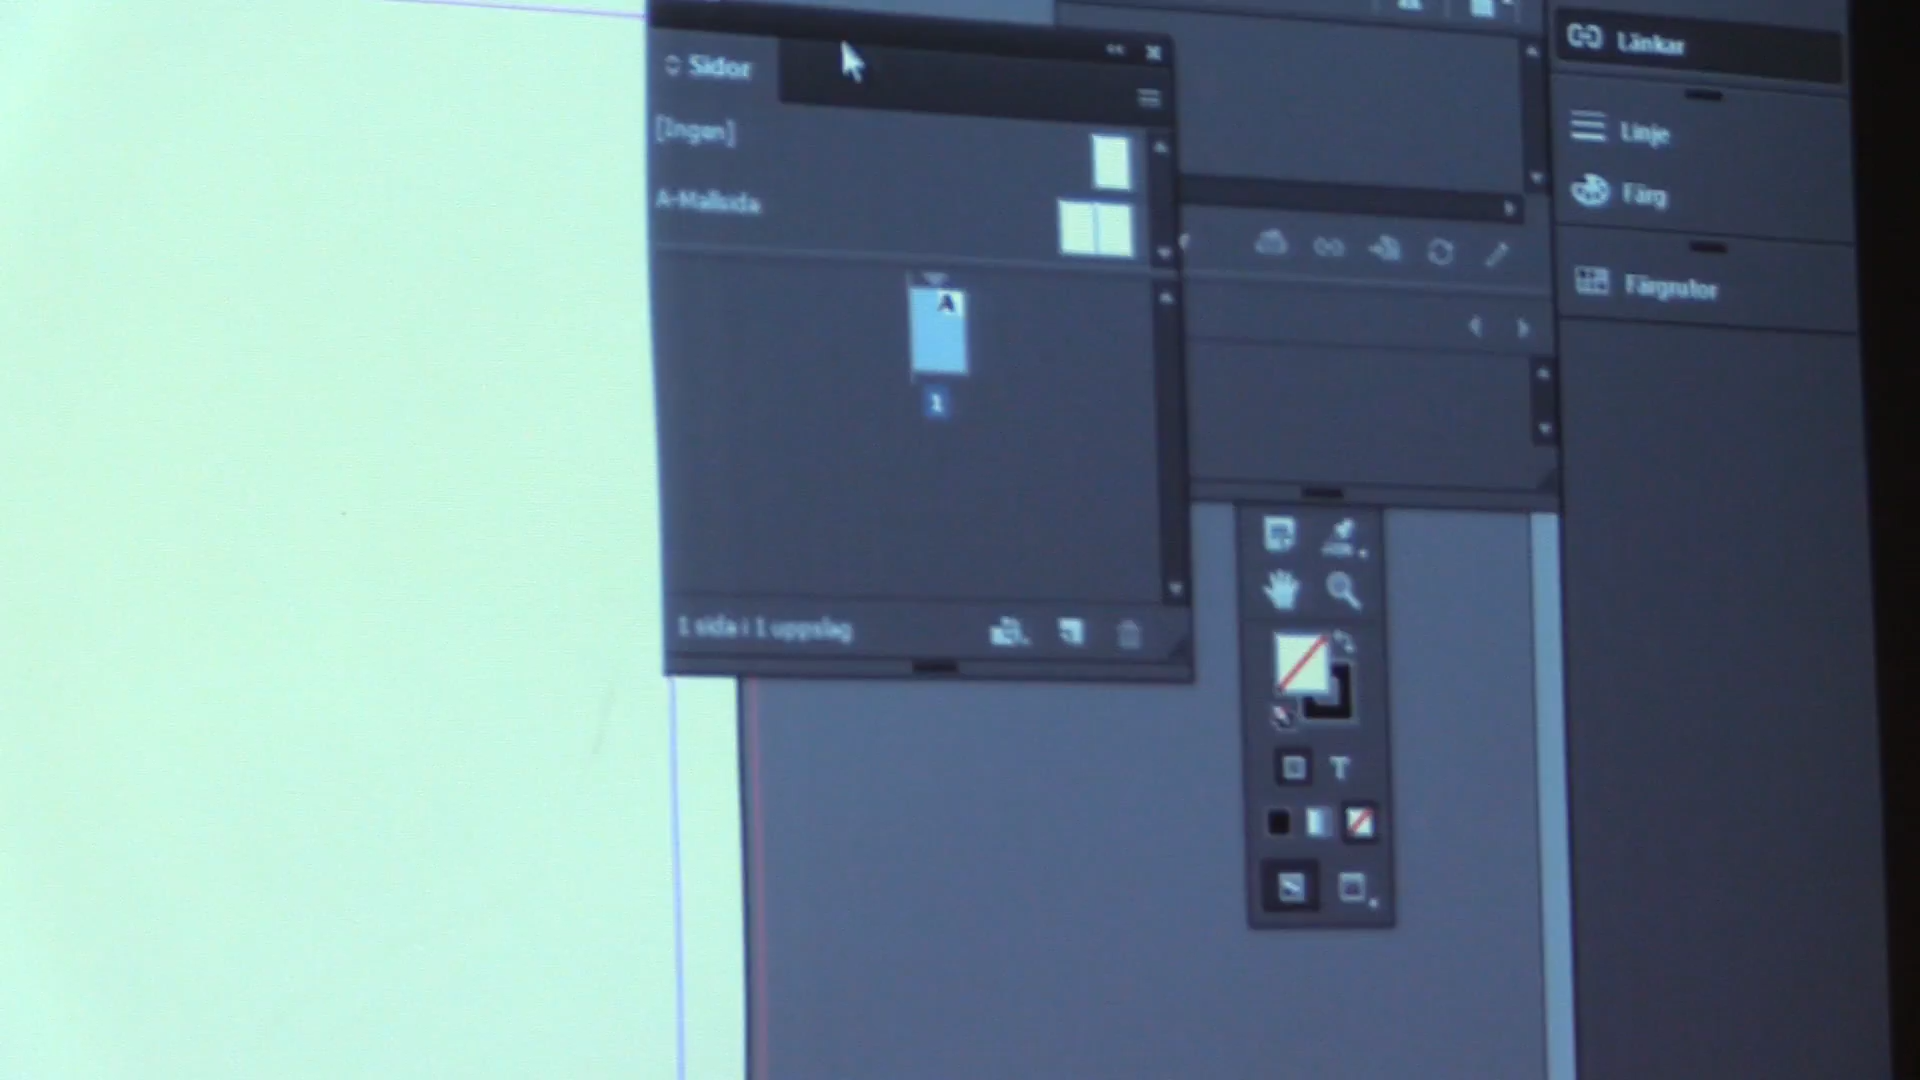 Sidor
[Ingen]
A-Mallsida
A
1
1 sida i 1 uppslag
Länkar
Linje
Färg
Färgrutor
T